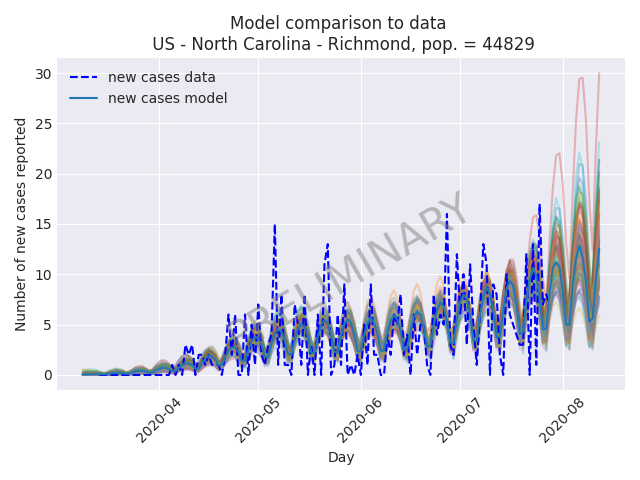 Model comparison to data
US - North Carolina - Richmond, pop. = 44829
new cases data
new cases model
PRELIMINARY
Number of new cases reported
30
25
20
15
10
5
0
2020-04
2020-05
2020-06
2020-07
2020-08
Day